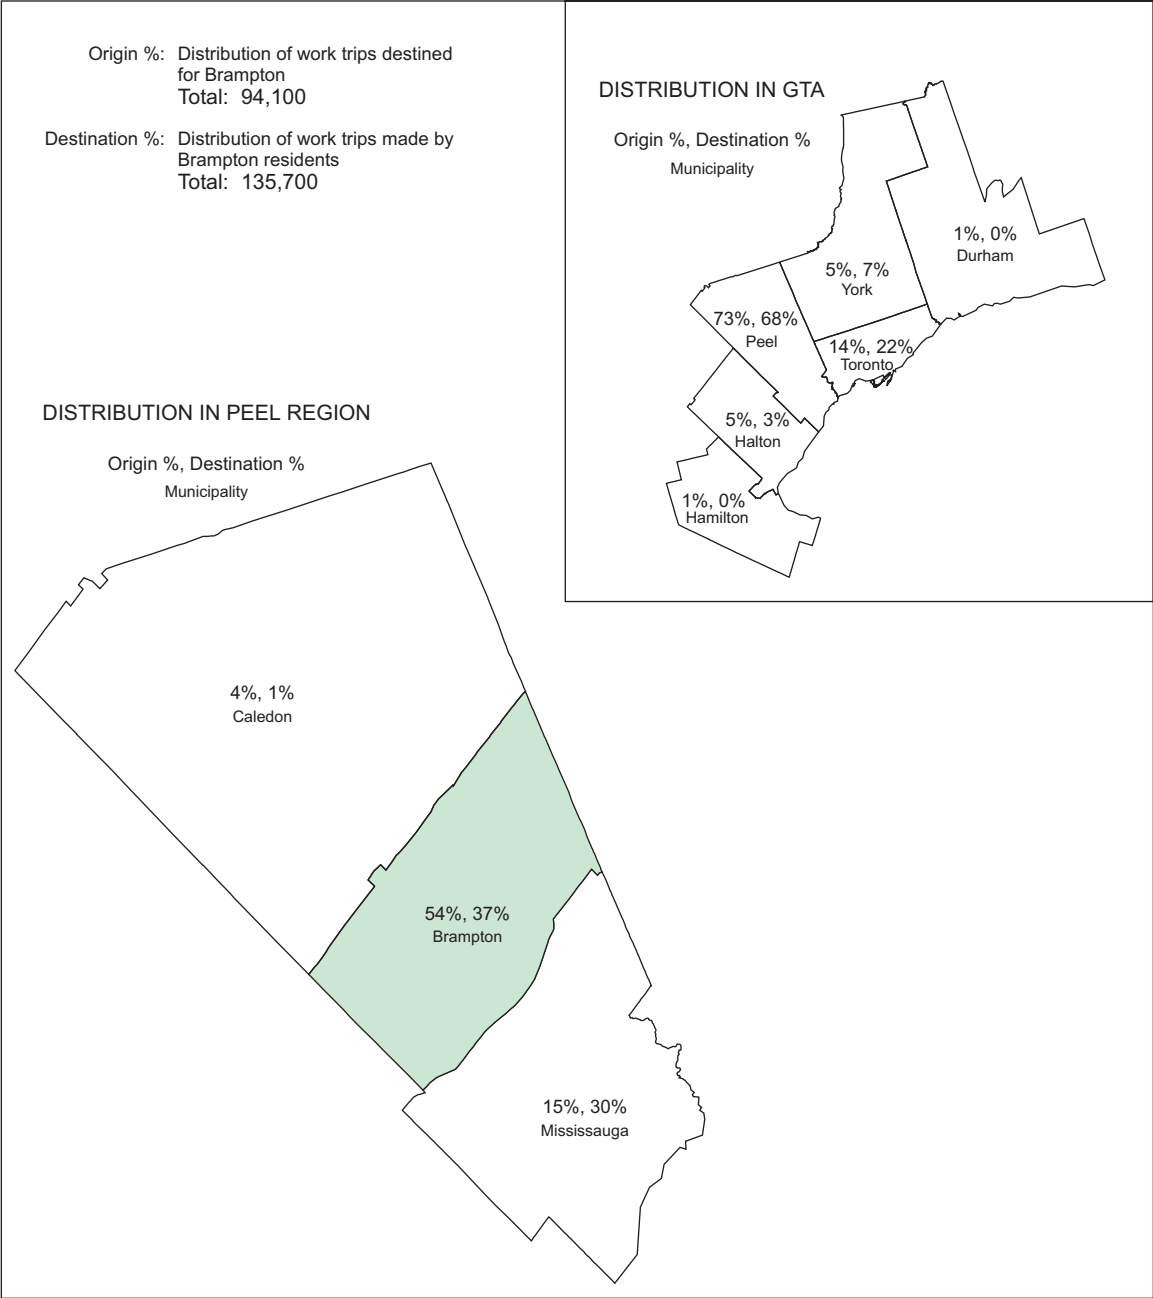 Origin %: Distribution of work trips destined
for Brampton
Total: 94,100
Destination %: Distribution of work trips made by
Brampton residents
Total: 135,700
DISTRIBUTION IN GTA
Origin %, Destination %
Municipality
1%, 0%
Durham
5%, 7%
York
73%, 68%
Peel
14%, 22%
Toronto
5%, 3%
Halton
1%, 0%
Hamilton
DISTRIBUTION IN PEEL REGION
Origin %, Destination %
Municipality
4%, 1%
Caledon
54%, 37%
Brampton
15%, 30%
Mississauga